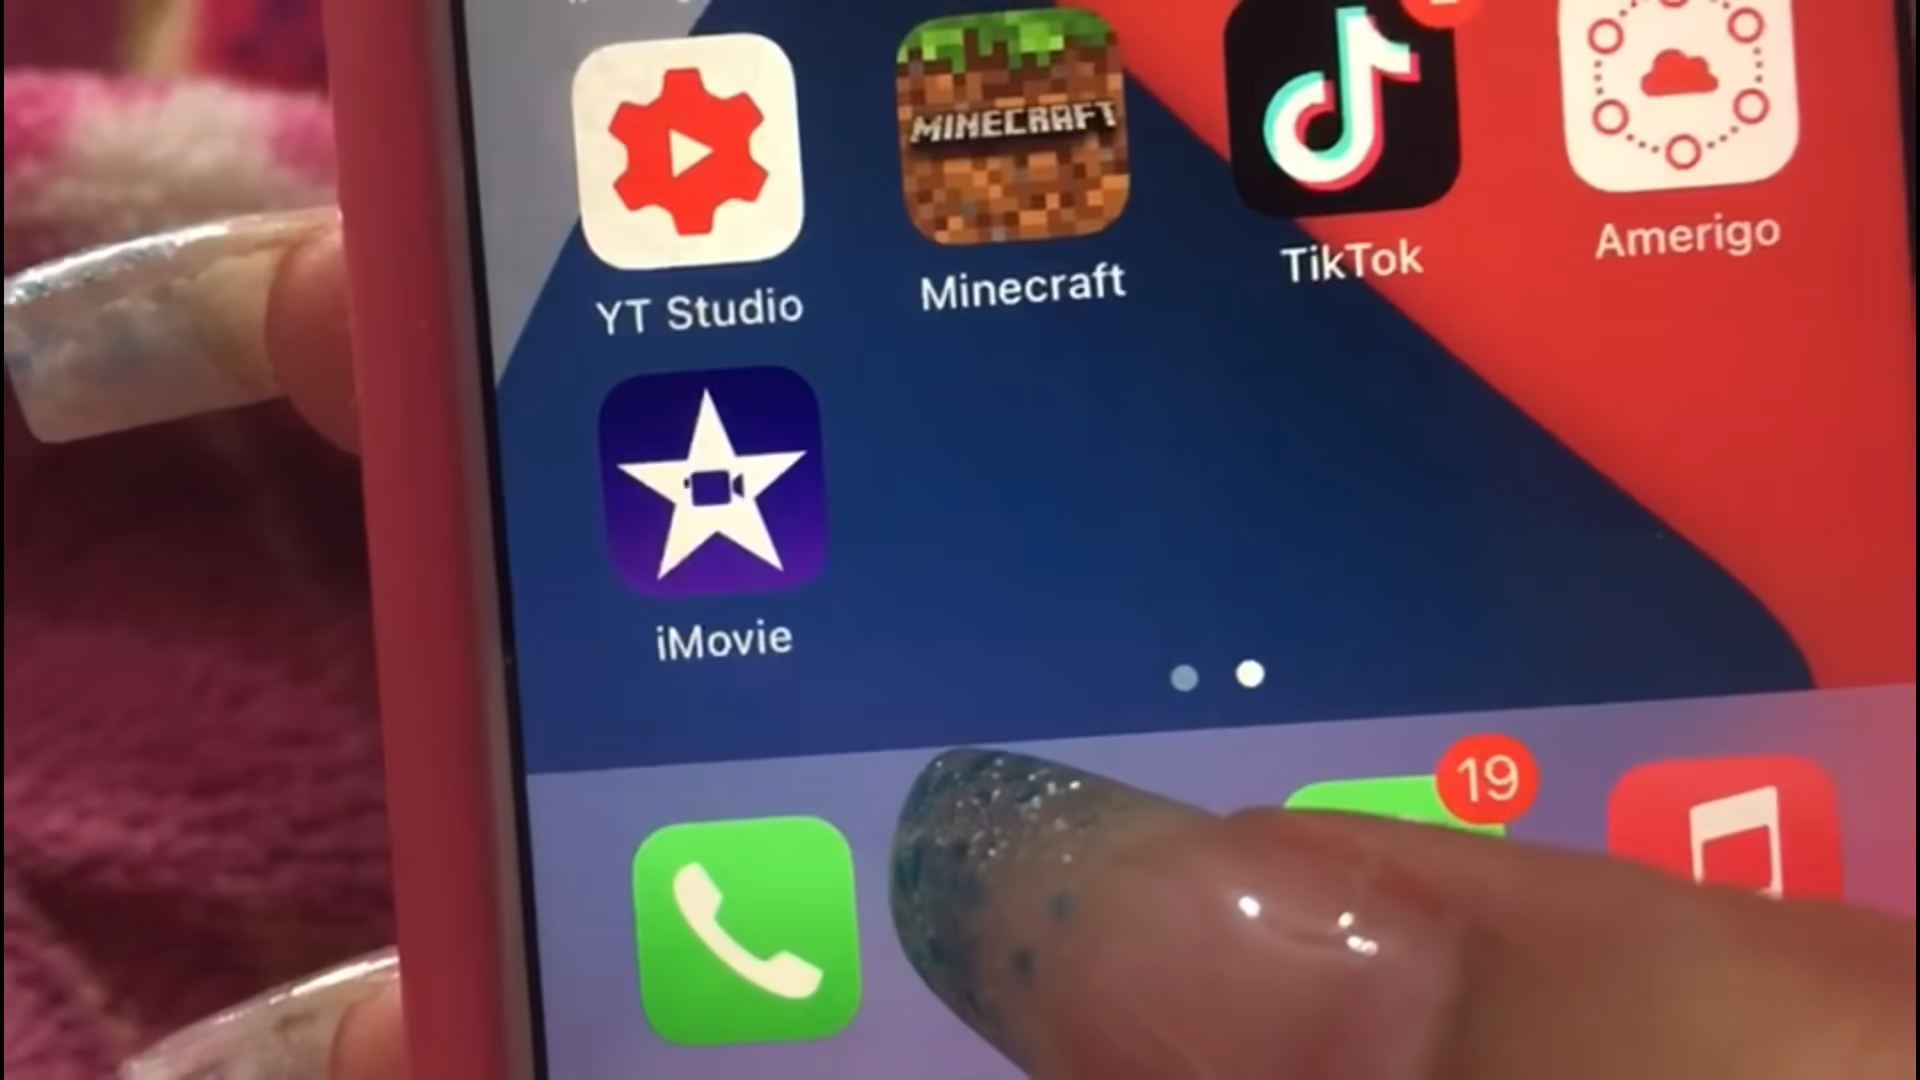 MINECRAFT
YT Studio
Minecraft
TikTok
Amerigo
iMovie
19